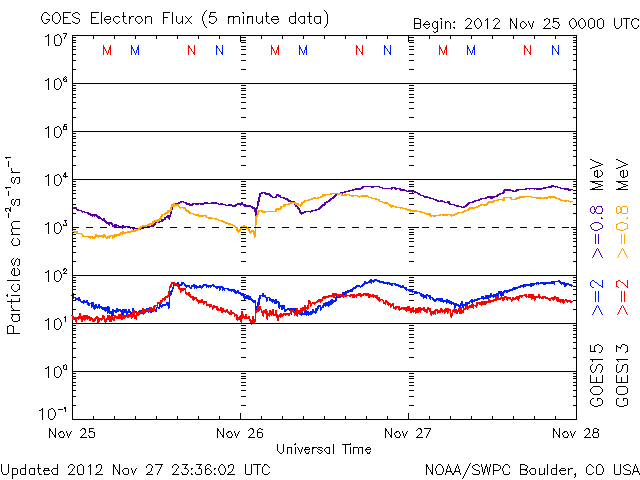 GOES Electron Flux (5 minute data)
Begin: 2012 Nov 25 0000 UTC
M M N N M M N N M M N N
10⁷
10⁶
10⁵
10⁴
10³
10²
10¹
10⁰
10⁻¹
Particles cm⁻²s⁻¹sr⁻¹
Nov 25 Nov 26 Nov 27 Nov 28
Universal Time
GOES15 >=2 >=0.8 MeV
GOES13 >=2 >=0.8 MeV
Updated 2012 Nov 27 23:36:02 UTC
NOAA/SWPC Boulder, CO USA